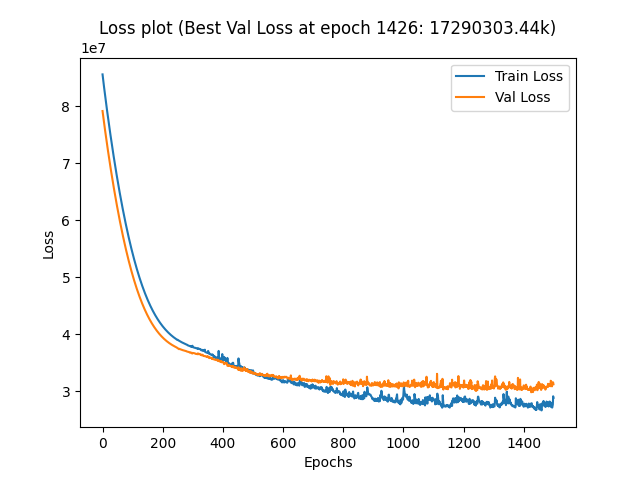 Loss plot (Best Val Loss at epoch 1426: 17290303.44k)
1e7
Train Loss
Val Loss
8
7
6
5
4
3
Loss
0 200 400 600 800 1000 1200 1400
Epochs